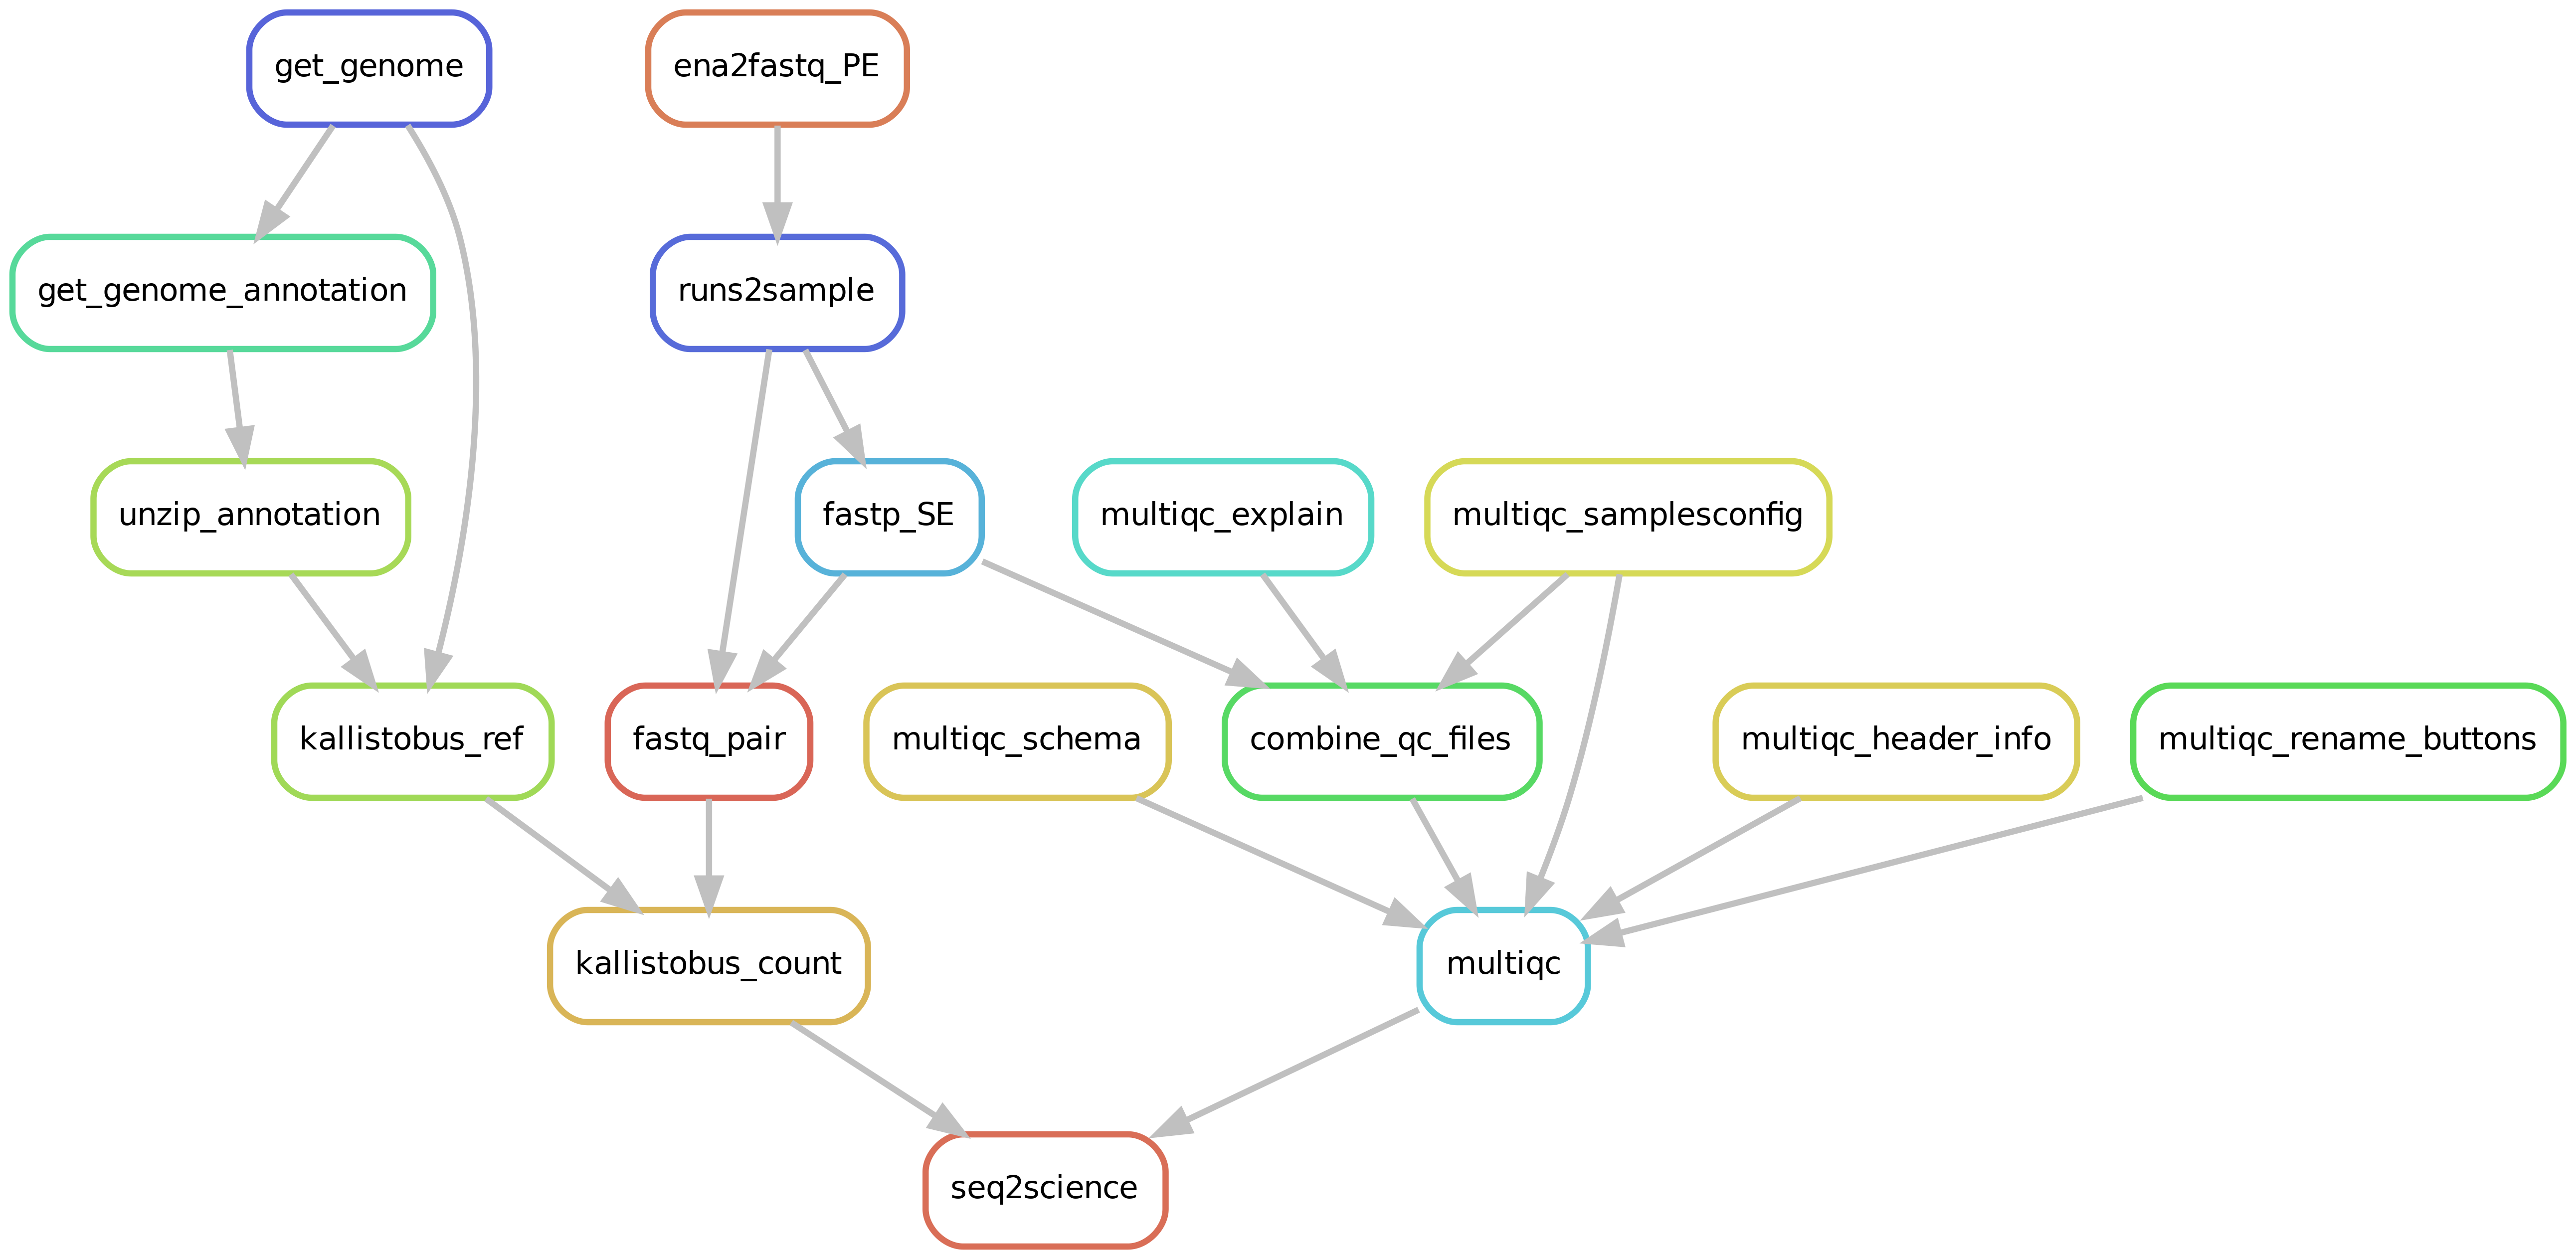 get_genome
ena2fastq_PE
get_genome_annotation
runs2sample
unzip_annotation
fastp_SE
multiqc_explain
multiqc_samplesconfig
kallistobus_ref
fastq_pair
multiqc_schema
combine_qc_files
multiqc_header_info
multiqc_rename_buttons
kallistobus_count
multiqc
seq2science